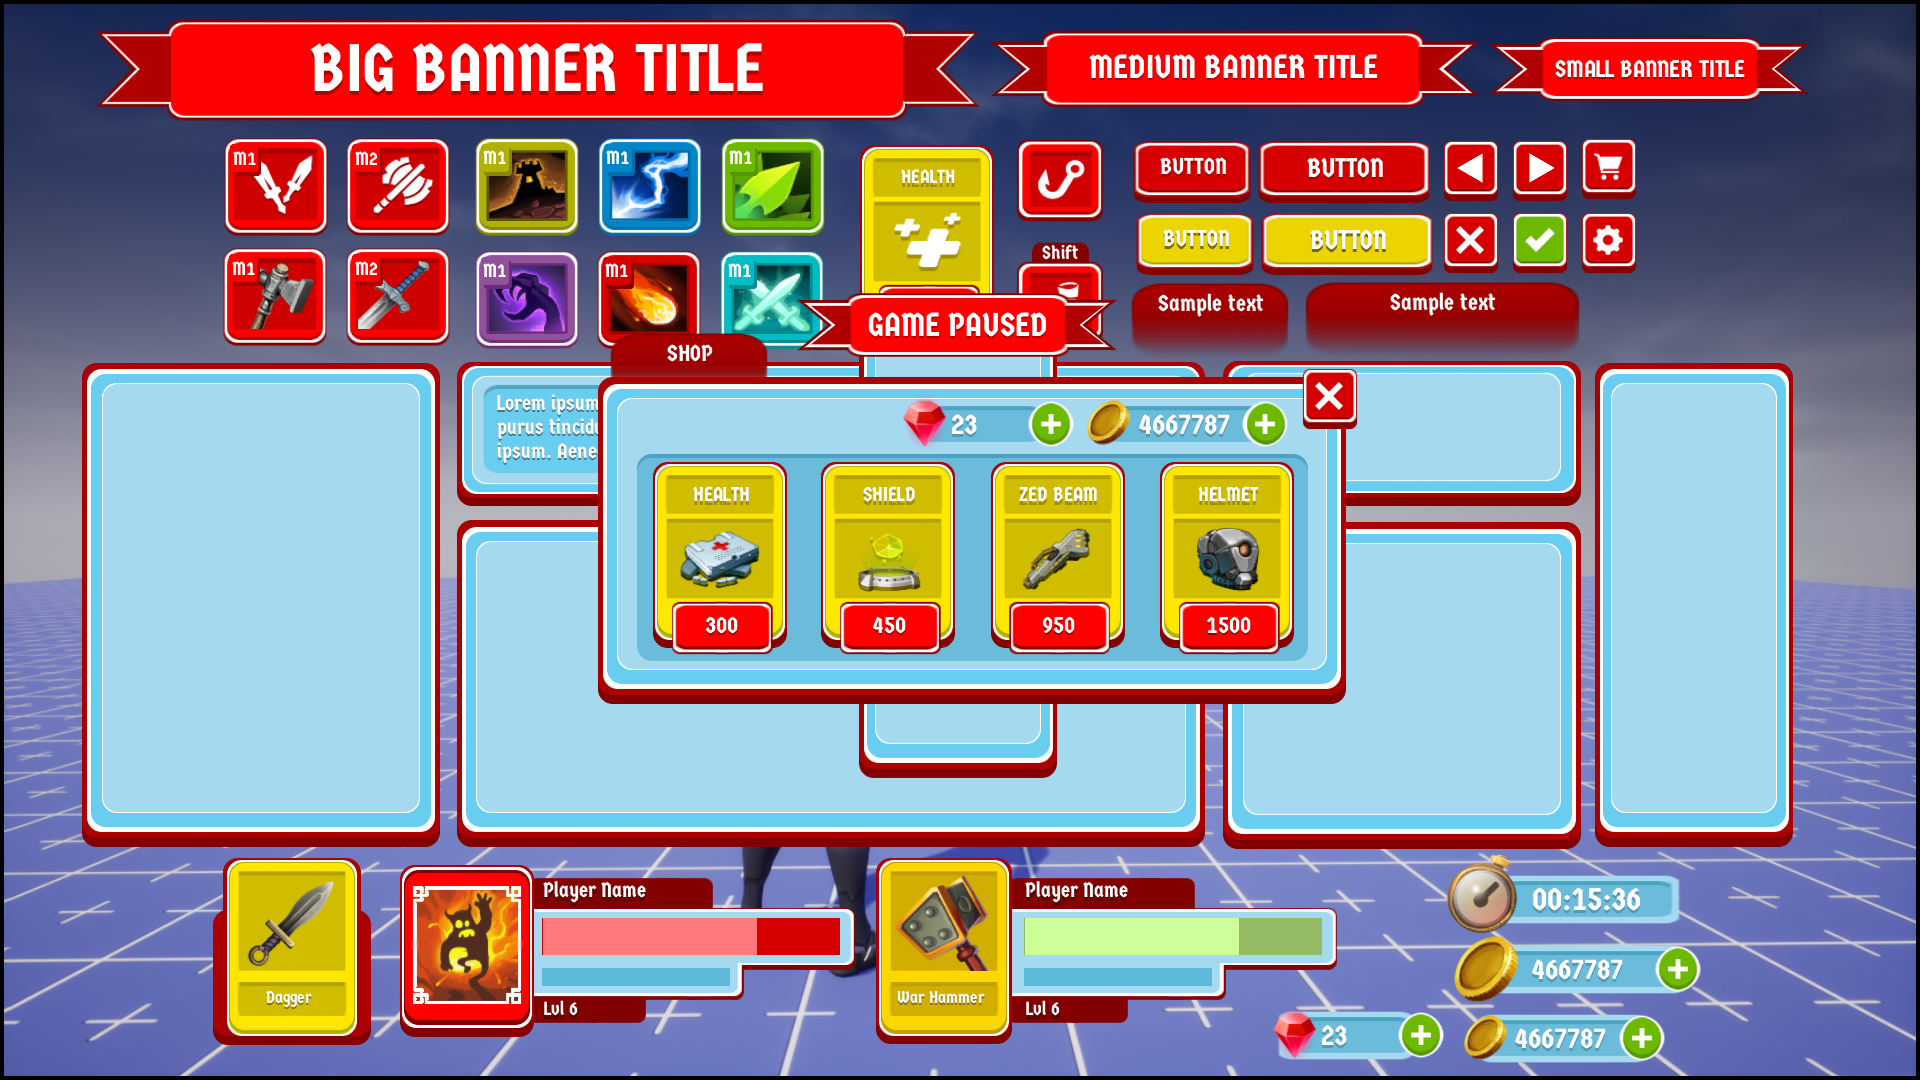 BIG BANNER TITLE
MEDIUM BANNER TITLE
SMALL BANNER TITLE
M1
M2
M1
M1
M1
HEALTH
BUTTON
BUTTON
BUTTON
BUTTON
Shift
M1
M2
M1
M1
M1
Sample text
Sample text
GAME PAUSED
SHOP
Lorem ipsum
purus tincidu
ipsum. Aene
23
4667787
HEALTH
SHIELD
ZED BEAM
HELMET
300
450
950
1500
Player Name
Lvl 6
Dagger
Player Name
Lvl 6
War Hammer
00:15:36
4667787
23
4667787